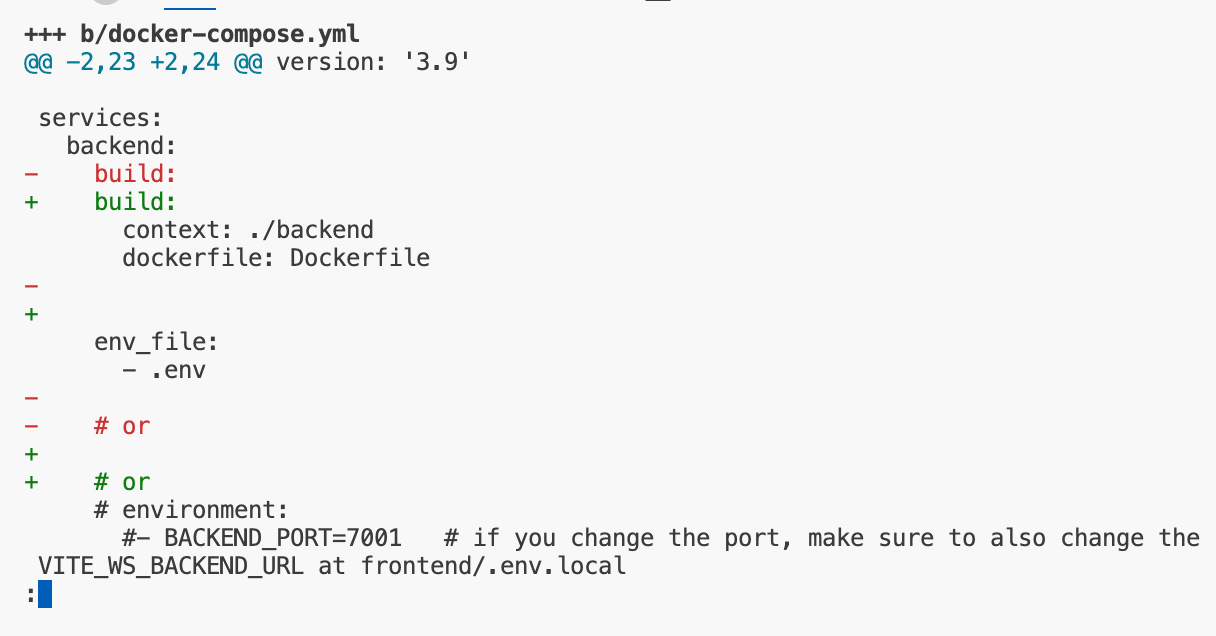 +++ b/docker-compose.yml
@@ -2,23 +2,24 @@ version: '3.9'
 services:
   backend:
-    build:
+    build:
       context: ./backend
       dockerfile: Dockerfile
-
+
     env_file:
       - .env
-
-    # or
+
+    # or
     # environment:
       #- BACKEND_PORT=7001   # if you change the port, make sure to also change the
 VITE_WS_BACKEND_URL at frontend/.env.local
: